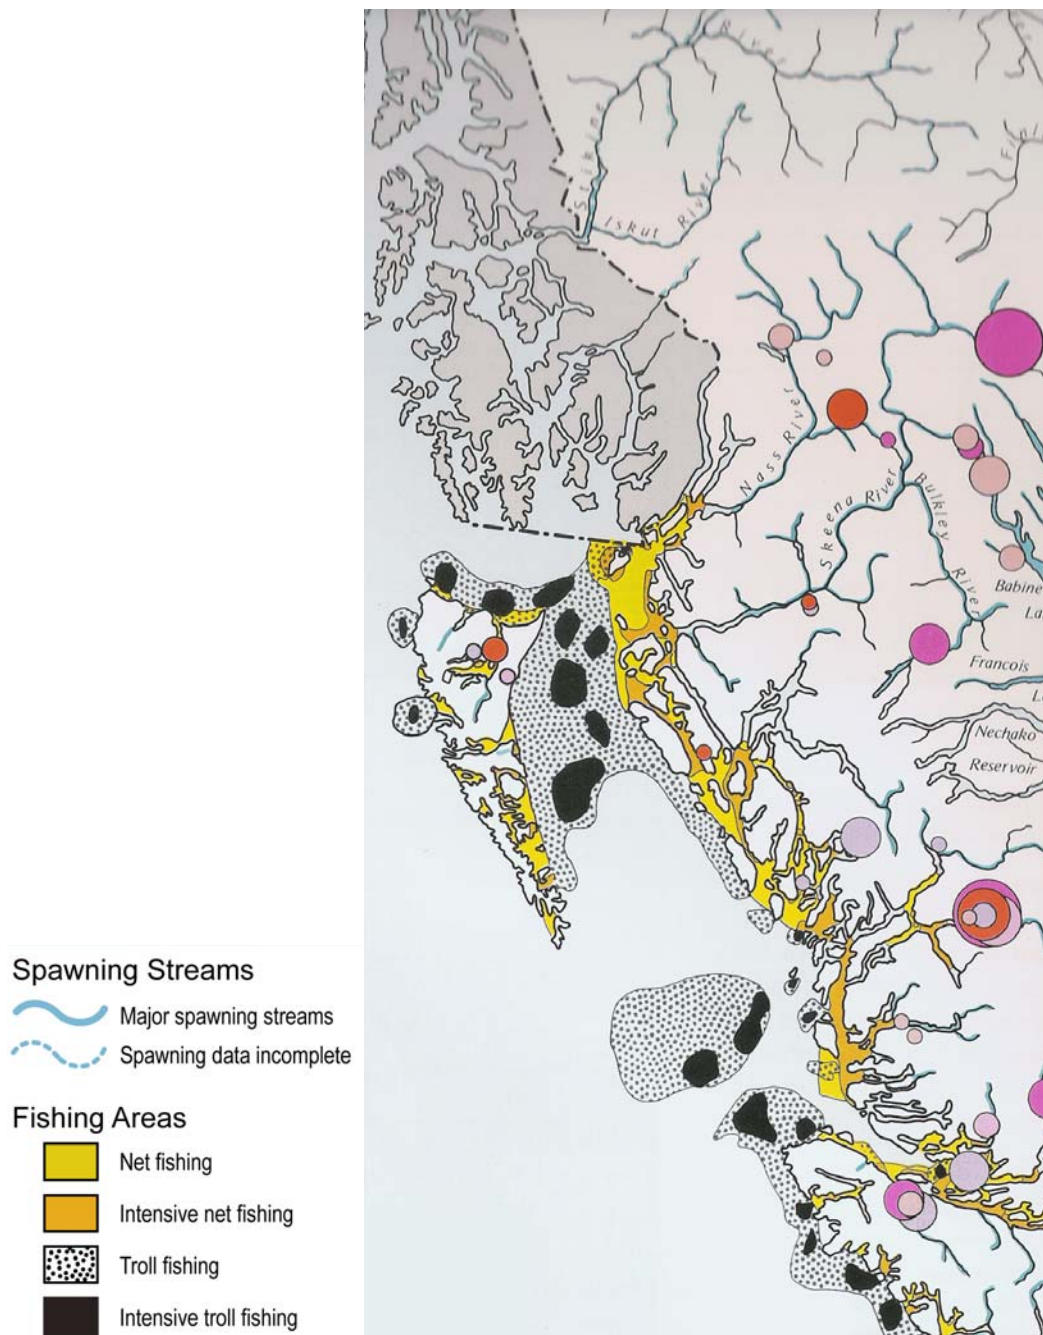 River
Stikine
Iskut River
Nass River
Skeena River
Bulkley River
Babine
La
Francois
L
Nechako
Reservoir
Spawning Streams
Major spawning streams
Spawning data incomplete
Fishing Areas
Net fishing
Intensive net fishing
Troll fishing
Intensive troll fishing